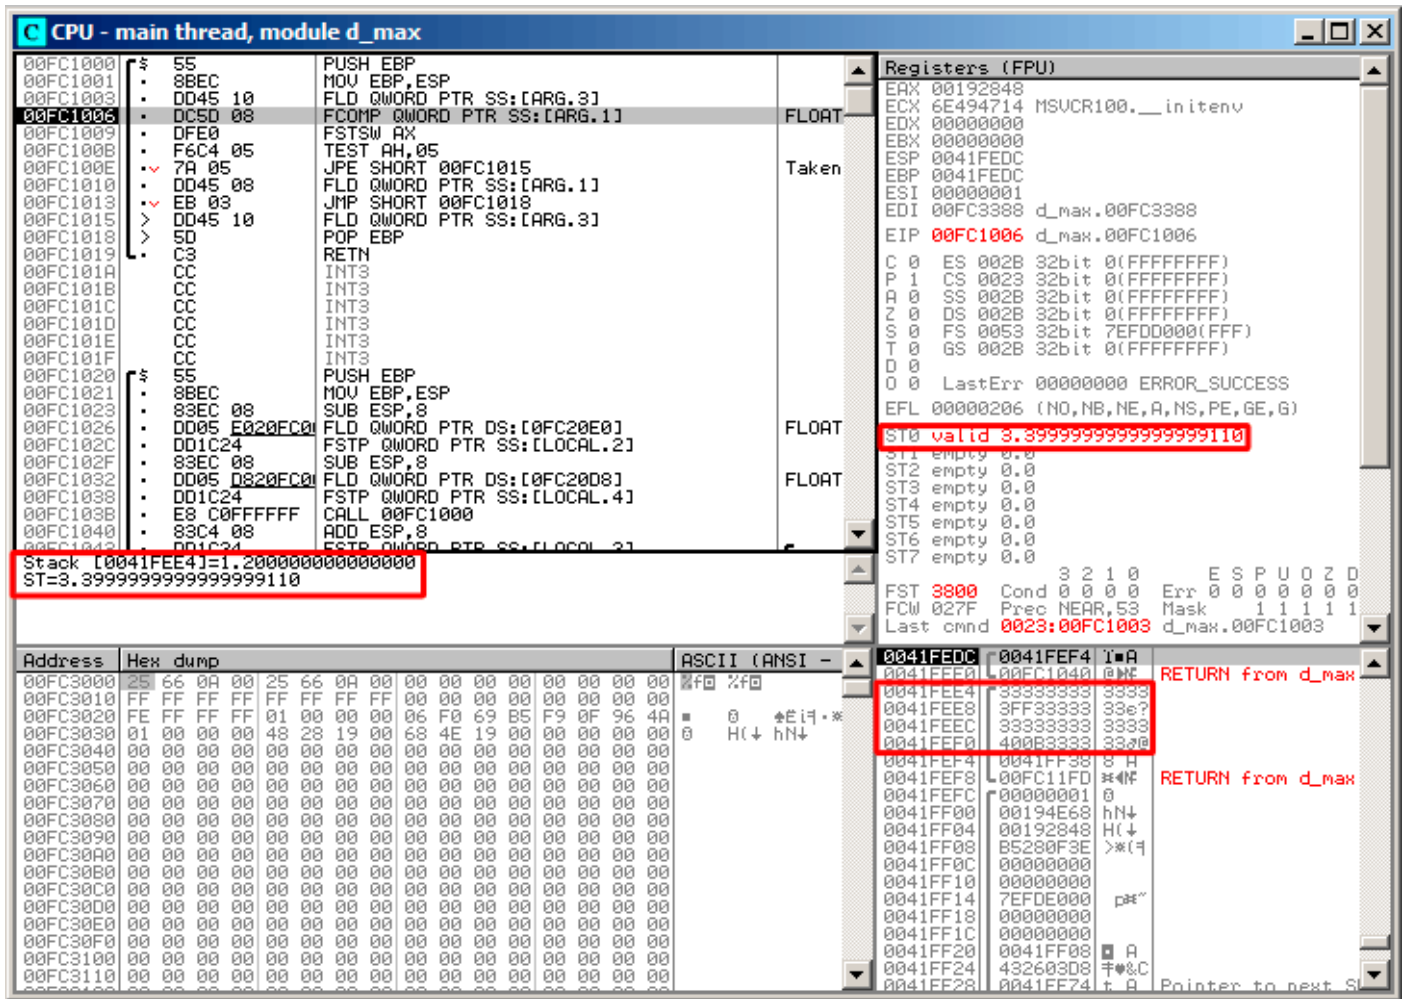 CPU - main thread, module d_max
00FC1000 $ 55 PUSH EBP
00FC1001 . 8BEC MOV EBP,ESP
00FC1003 . DD45 10 FLD QWORD PTR SS:[ARG.3]
00FC1006 . DC5D 08 FCOMP QWORD PTR SS:[ARG.1] FLOAT
00FC1009 . DFE0 FSTSW AX
00FC100B . F6C4 05 TEST AH,05
00FC100E . 7A 05 JPE SHORT 00FC1015 Taken
00FC1010 . DD45 08 FLD QWORD PTR SS:[ARG.1]
00FC1013 . EB 03 JMP SHORT 00FC1018
00FC1015 > DD45 10 FLD QWORD PTR SS:[ARG.3]
00FC1018 > 5D POP EBP
00FC1019 . C3 RETN
00FC101A CC INT3
00FC101B CC INT3
00FC101C CC INT3
00FC101D CC INT3
00FC101E CC INT3
00FC101F CC INT3
00FC1020 $ 55 PUSH EBP
00FC1021 . 8BEC MOV EBP,ESP
00FC1023 . 83EC 08 SUB ESP,8
00FC1026 . DD05 E020FC0 FLD QWORD PTR DS:[0FC20E0] FLOAT
00FC102C . DD1C24 FSTP QWORD PTR SS:[LOCAL.2]
00FC102F . 83EC 08 SUB ESP,8
00FC1032 . DD05 D820FC0 FLD QWORD PTR DS:[0FC20D8] FLOAT
00FC1038 . DD1C24 FSTP QWORD PTR SS:[LOCAL.4]
00FC103B . E8 C0FFFFFF CALL 00FC1000
00FC1040 . 83C4 08 ADD ESP,8
00FC1043 . DD1C24 FSTP QWORD PTR SS:[LOCAL.2]
Stack [0041FEE4]=1.200000000000000
ST=3.3999999999999999110
Registers (FPU)
EAX 00192848
ECX 6E494714 MSVCR100.__initenv
EDX 00000000
EBX 00000000
ESP 0041FEDC
EBP 0041FEDC
ESI 00000001
EDI 00FC3388 d_max.00FC3388
EIP 00FC1006 d_max.00FC1006
C 0 ES 002B 32bit 0(FFFFFFFF)
P 1 CS 0023 32bit 0(FFFFFFFF)
A 0 SS 002B 32bit 0(FFFFFFFF)
Z 0 DS 002B 32bit 0(FFFFFFFF)
S 0 FS 0053 32bit 7EFDD000(FFF)
T 0 GS 002B 32bit 0(FFFFFFFF)
D 0
O 0 LastErr 00000000 ERROR_SUCCESS
EFL 00000206 (NO,NB,NE,A,NS,PE,GE,G)
ST0 valid 3.3999999999999999110
ST1 empty 0.0
ST2 empty 0.0
ST3 empty 0.0
ST4 empty 0.0
ST5 empty 0.0
ST6 empty 0.0
ST7 empty 0.0
3 2 1 0 E S P U O Z D
FST 3800 Cond 0 0 0 0 Err 0 0 0 0 0 0 0
FCW 027F Prec NEAR,53 Mask 1 1 1 1 1
Last cmnd 0023:00FC1003 d_max.00FC1003
Address Hex dump ASCII (ANSI -
00FC3000 25 66 0A 00 25 66 0A 00 00 00 00 00 00 00 00 00 %f %f
00FC3010 FF FF FF FF FF FF FF FF 00 00 00 00 00 00 00 00
00FC3020 FE FF FF FF 01 00 00 00 06 F0 69 B5 F9 0F 96 4A
00FC3030 01 00 00 00 48 28 19 00 68 4E 19 00 00 00 00 00 H(↓ hN↓
00FC3040 00 00 00 00 00 00 00 00 00 00 00 00 00 00 00 00
00FC3050 00 00 00 00 00 00 00 00 00 00 00 00 00 00 00 00
00FC3060 00 00 00 00 00 00 00 00 00 00 00 00 00 00 00 00
00FC3070 00 00 00 00 00 00 00 00 00 00 00 00 00 00 00 00
00FC3080 00 00 00 00 00 00 00 00 00 00 00 00 00 00 00 00
00FC3090 00 00 00 00 00 00 00 00 00 00 00 00 00 00 00 00
00FC30A0 00 00 00 00 00 00 00 00 00 00 00 00 00 00 00 00
00FC30B0 00 00 00 00 00 00 00 00 00 00 00 00 00 00 00 00
00FC30C0 00 00 00 00 00 00 00 00 00 00 00 00 00 00 00 00
00FC30D0 00 00 00 00 00 00 00 00 00 00 00 00 00 00 00 00
00FC30E0 00 00 00 00 00 00 00 00 00 00 00 00 00 00 00 00
00FC30F0 00 00 00 00 00 00 00 00 00 00 00 00 00 00 00 00
00FC3100 00 00 00 00 00 00 00 00 00 00 00 00 00 00 00 00
00FC3110 00 00 00 00 00 00 00 00 00 00 00 00 00 00 00 00
0041FEDC 0041FEF4
0041FEE0 00FC1040 RETURN from d_max
0041FEE4 33333333 3333
0041FEE8 3FF33333 33e?
0041FEEC 33333333 3333
0041FEF0 400B3333 33♂@
0041FEF4 0041FF38 8 A
0041FEF8 00FC11FD RETURN from d_max
0041FEFC 00000001
0041FF00 00194E68 hN↓
0041FF04 00192848 H(↓
0041FF08 B5280F3E
0041FF0C 00000000
0041FF10 00000000
0041FF14 7EFDE000
0041FF18 00000000
0041FF1C 00000000
0041FF20 0041FF08
0041FF24 432603D8
0041FF28 0041FF74 t A Pointer to next S